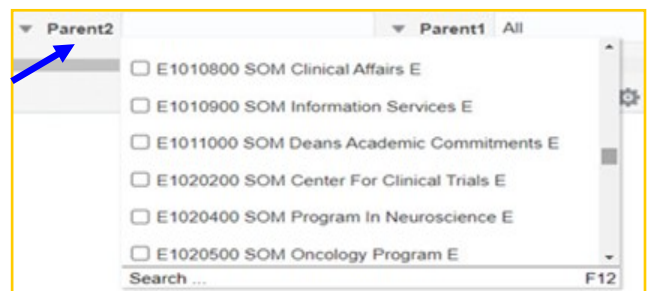 Parent2 Parent1 All
E1010800 SOM Clinical Affairs E
E1010900 SOM Information Services E
E1011000 SOM Deans Academic Commitments E
E1020200 SOM Center For Clinical Trials E
E1020400 SOM Program In Neuroscience E
E1020500 SOM Oncology Program E
Search ... F12